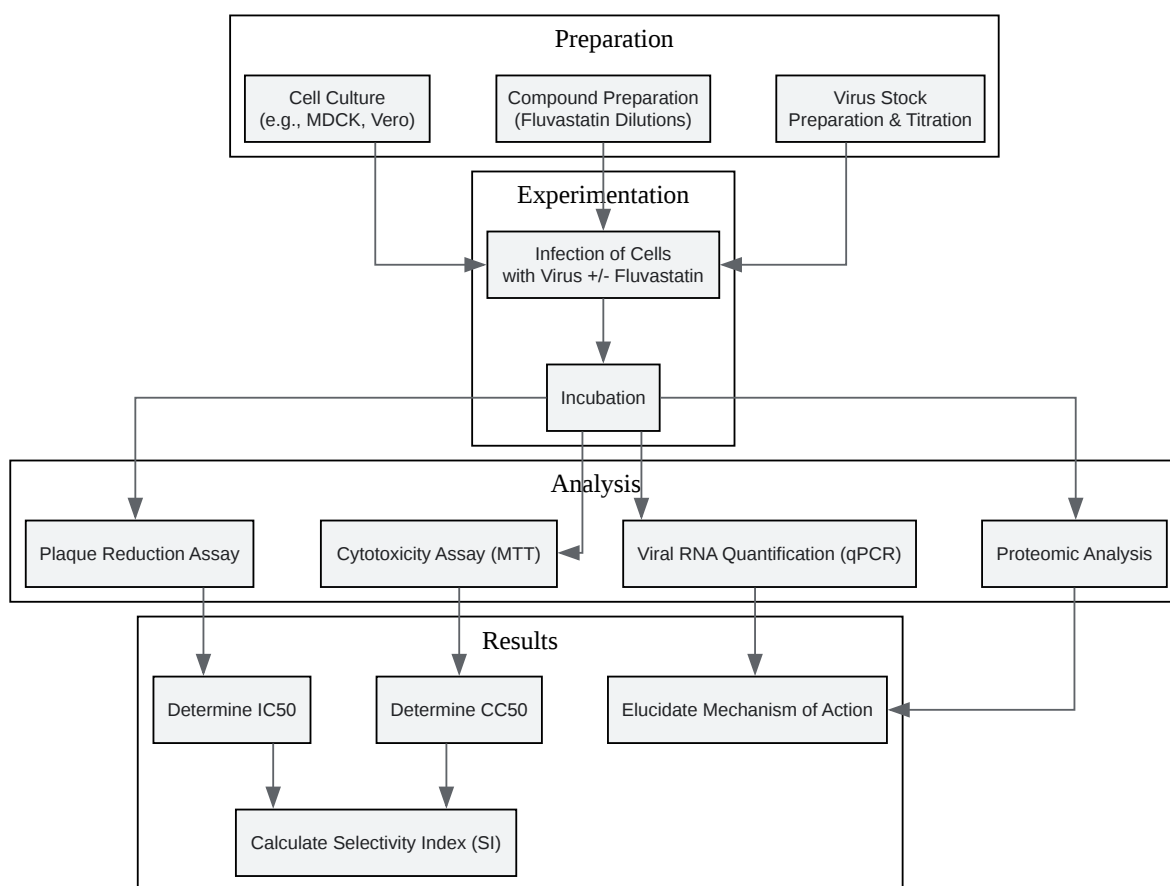 Preparation
Cell Culture
(e.g., MDCK, Vero)
Compound Preparation
(Fluvastatin Dilutions)
Virus Stock
Preparation & Titration
Experimentation
Infection of Cells
with Virus +/- Fluvastatin
Incubation
Analysis
Plaque Reduction Assay
Cytotoxicity Assay (MTT)
Viral RNA Quantification (qPCR)
Proteomic Analysis
Results
Determine IC50
Determine CC50
Elucidate Mechanism of Action
Calculate Selectivity Index (SI)